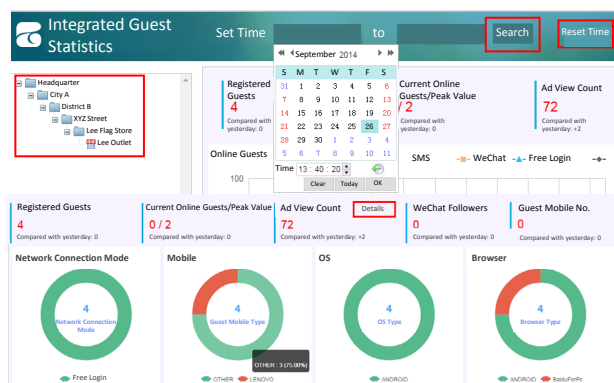 Integrated Guest
Statistics
Set Time
to
Search
Reset Time
September 2014
S M T W T F S
31 1 2 3 4 5 6
7 8 9 10 11 12 13
14 15 16 17 18 19 20
21 22 23 24 25 26 27
28 29 30 1 2 3 4
5 6 7 8 9 10 11
Time 13 : 40 : 20
Clear Today OK
Headquarter
City A
District B
XYZ Street
Lee Flag Store
Lee Outlet
Registered
Guests
4
Compared with
yesterday: 0
Current Online
Guests/Peak Value
/ 2
Compared with
yesterday: 0
Ad View Count
72
Compared with
yesterday: +2
Online Guests
SMS WeChat Free Login
100
Registered Guests
4
Compared with yesterday: 0
Current Online Guests/Peak Value
0 / 2
Compared with yesterday: 0
Ad View Count Details
72
Compared with yesterday: +2
WeChat Followers
0
Compared with yesterday: 0
Guest Mobile No.
0
Compared with yesterday: 0
Network Connection Mode
4
Network Connection
Mode
Free Login
Mobile
4
Guest Mobile Type
OTHER : 3 (75.00%)
OTHER LENOVO
OS
4
OS Type
ANDROID
Browser
4
Browser Type
ANDROID BaiduForPc